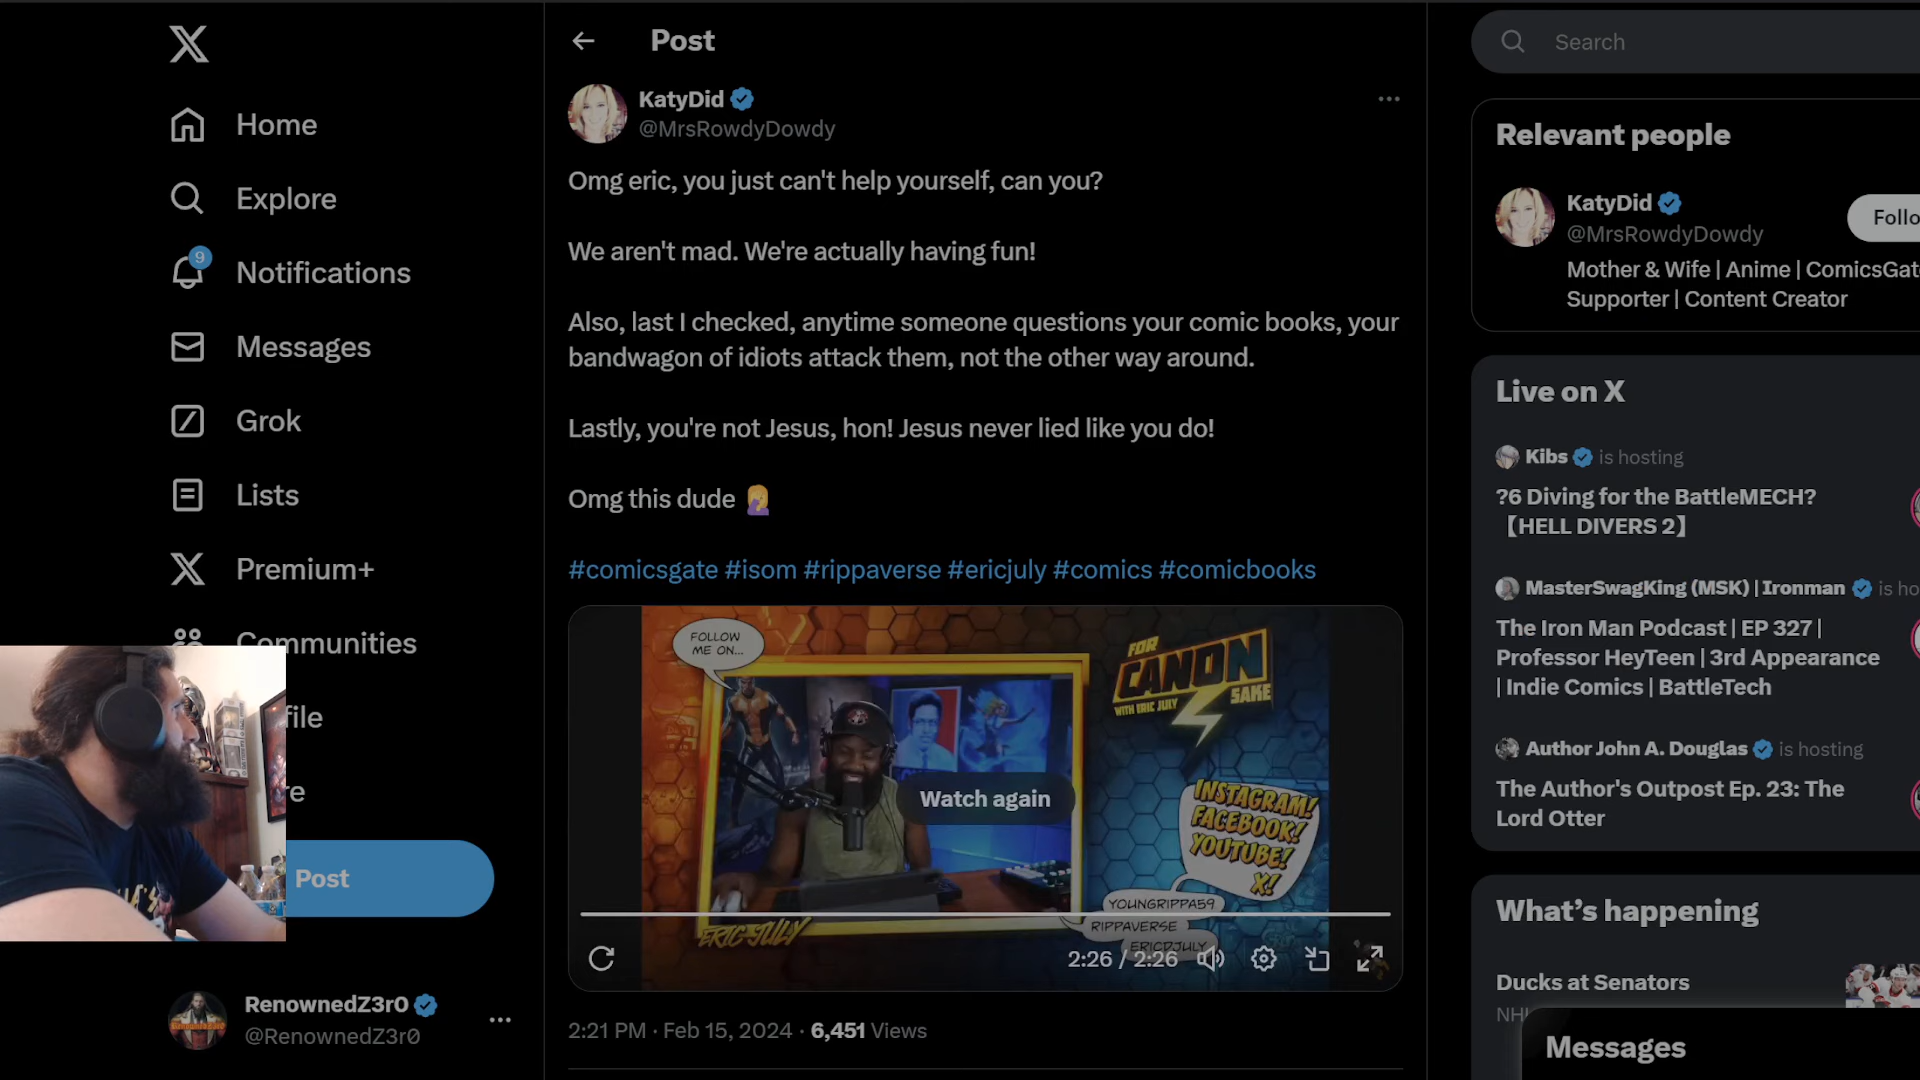 Home
Explore
9
Notifications
Messages
Grok
Lists
Premium+
Communities
file
re
Post
RenownedZ3r0
@RenownedZ3r0
Post
KatyDid
@MrsRowdyDowdy
Omg eric, you just can't help yourself, can you?
We aren't mad. We're actually having fun!
Also, last I checked, anytime someone questions your comic books, your
bandwagon of idiots attack them, not the other way around.
Lastly, you're not Jesus, hon! Jesus never lied like you do!
Omg this dude 🤦‍♀️
#comicsgate #isom #rippaverse #ericjuly #comics #comicbooks
FOLLOW
ME ON...
FOR
CANON
SAKE
WITH ERIC JULY
Watch again
INSTAGRAM!
FACEBOOK!
YOUTUBE!
X!
YOUNGRIPPA59
RIPPAVERSE
ERICDJULY
ERIC JULY
2:26 / 2:26
2:21 PM · Feb 15, 2024 · 6,451 Views
Search
Relevant people
KatyDid
Follo
@MrsRowdyDowdy
Mother & Wife | Anime | ComicsGate
Supporter | Content Creator
Live on X
Kibs is hosting
?6 Diving for the BattleMECH?
【HELL DIVERS 2】
MasterSwagKing (MSK) | Ironman is ho
The Iron Man Podcast | EP 327 |
Professor HeyTeen | 3rd Appearance
| Indie Comics | BattleTech
Author John A. Douglas is hosting
The Author's Outpost Ep. 23: The
Lord Otter
What's happening
Ducks at Senators
NHL
Messages